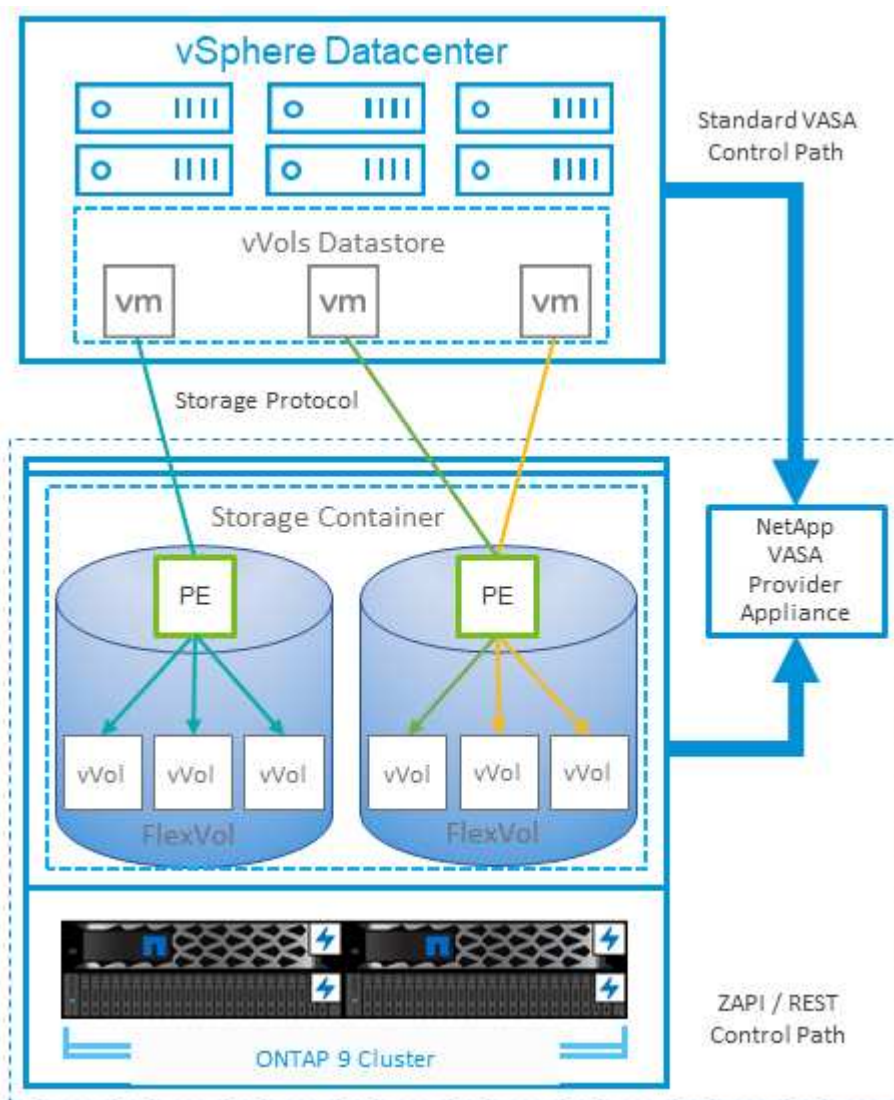 vSphere Datacenter
Standard VASA
Control Path
vVols Datastore
vm
vm
vm
Storage Protocol
Storage Container
NetApp
VASA
Provider
Appliance
PE
PE
vVol
vVol
vVol
vVol
vVol
vVol
FlexVol
FlexVol
ZAPI / REST
Control Path
ONTAP 9 Cluster